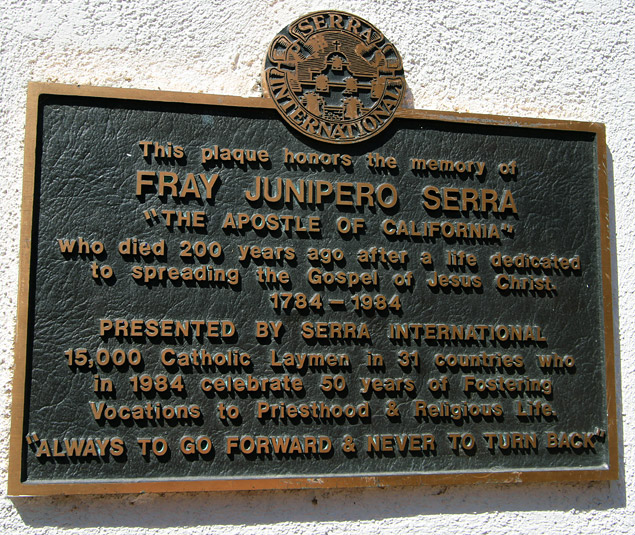 SERRA
INTERNATIONAL
This plaque honors the memory of
FRAY JUNIPERO SERRA
"THE APOSTLE OF CALIFORNIA"
who died 200 years ago after a life dedicated
to spreading the Gospel of Jesus Christ.
1784 – 1984
PRESENTED BY SERRA INTERNATIONAL
15,000 Catholic Laymen in 31 countries who
in 1984 celebrate 50 years of Fostering
Vocations to Priesthood & Religious Life.
"ALWAYS TO GO FORWARD & NEVER TO TURN BACK"